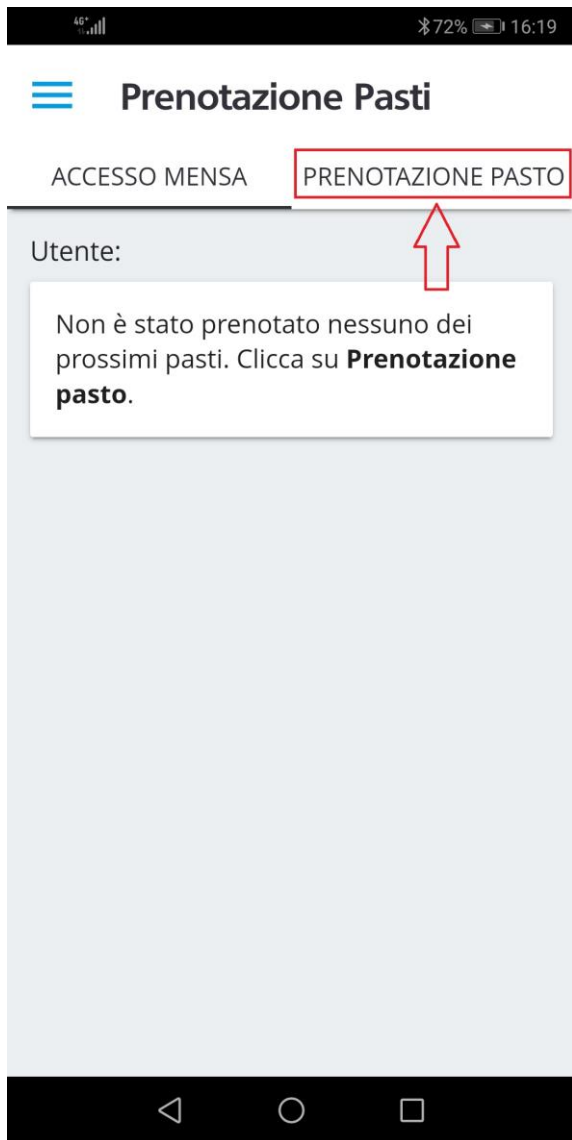 4G+ 72% 16:19
Prenotazione Pasti
ACCESSO MENSA PRENOTAZIONE PASTO
Utente:
Non è stato prenotato nessuno dei
prossimi pasti. Clicca su Prenotazione
pasto.